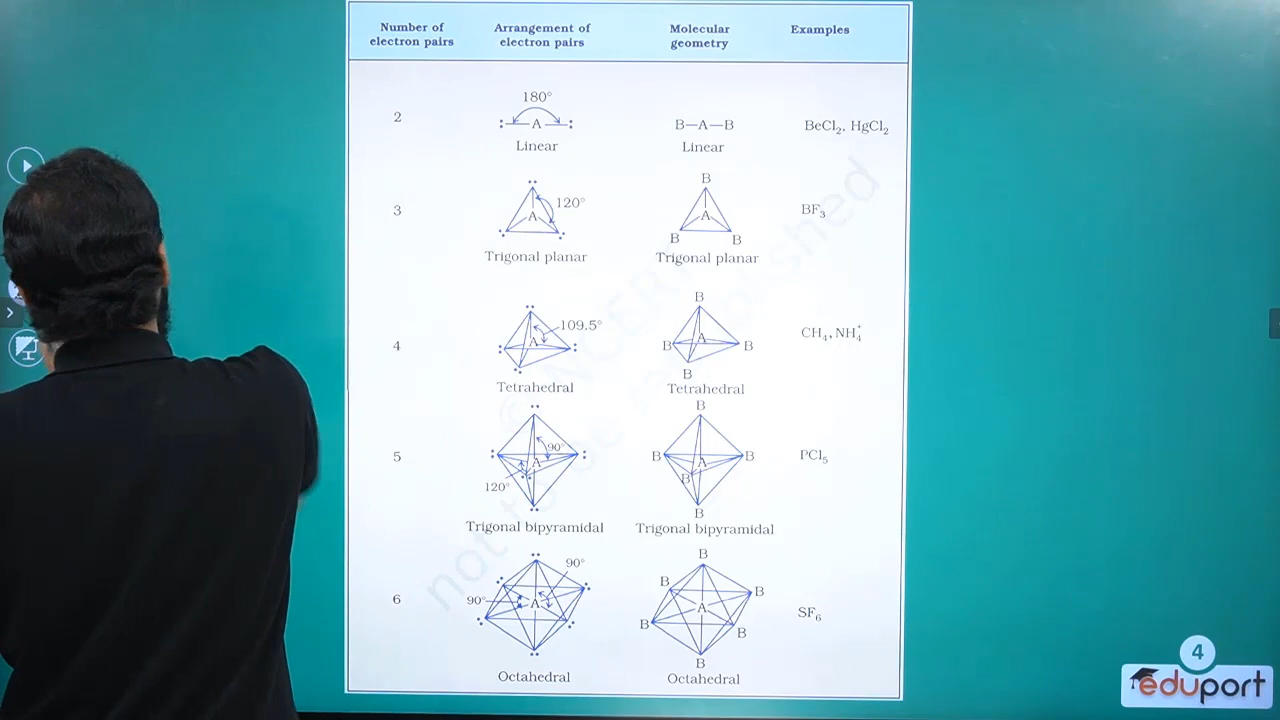 Number of electron pairs
Arrangement of electron pairs
Molecular geometry
Examples
2
180°
: A :
Linear
B—A—B
Linear
BeCl₂, HgCl₂
3
120°
A
Trigonal planar
B
A
B
B
Trigonal planar
BF₃
4
109.5°
A
Tetrahedral
B
A
B
B
B
Tetrahedral
CH₄, NH₄⁺
5
90°
A
120°
Trigonal bipyramidal
B
B
A
B
B
B
Trigonal bipyramidal
PCl₅
6
90°
90°
A
Octahedral
B
B
B
A
B
B
B
Octahedral
SF₆
4
eduport